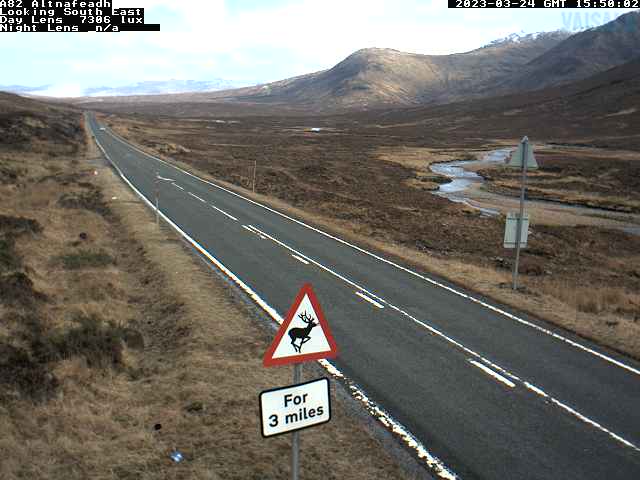 A82 Altnafeadh
Looking South East
Day Lens 7306 lux
Night Lens n/a
2023-03-24 GMT 15:50:02
VAISALA
For
3 miles